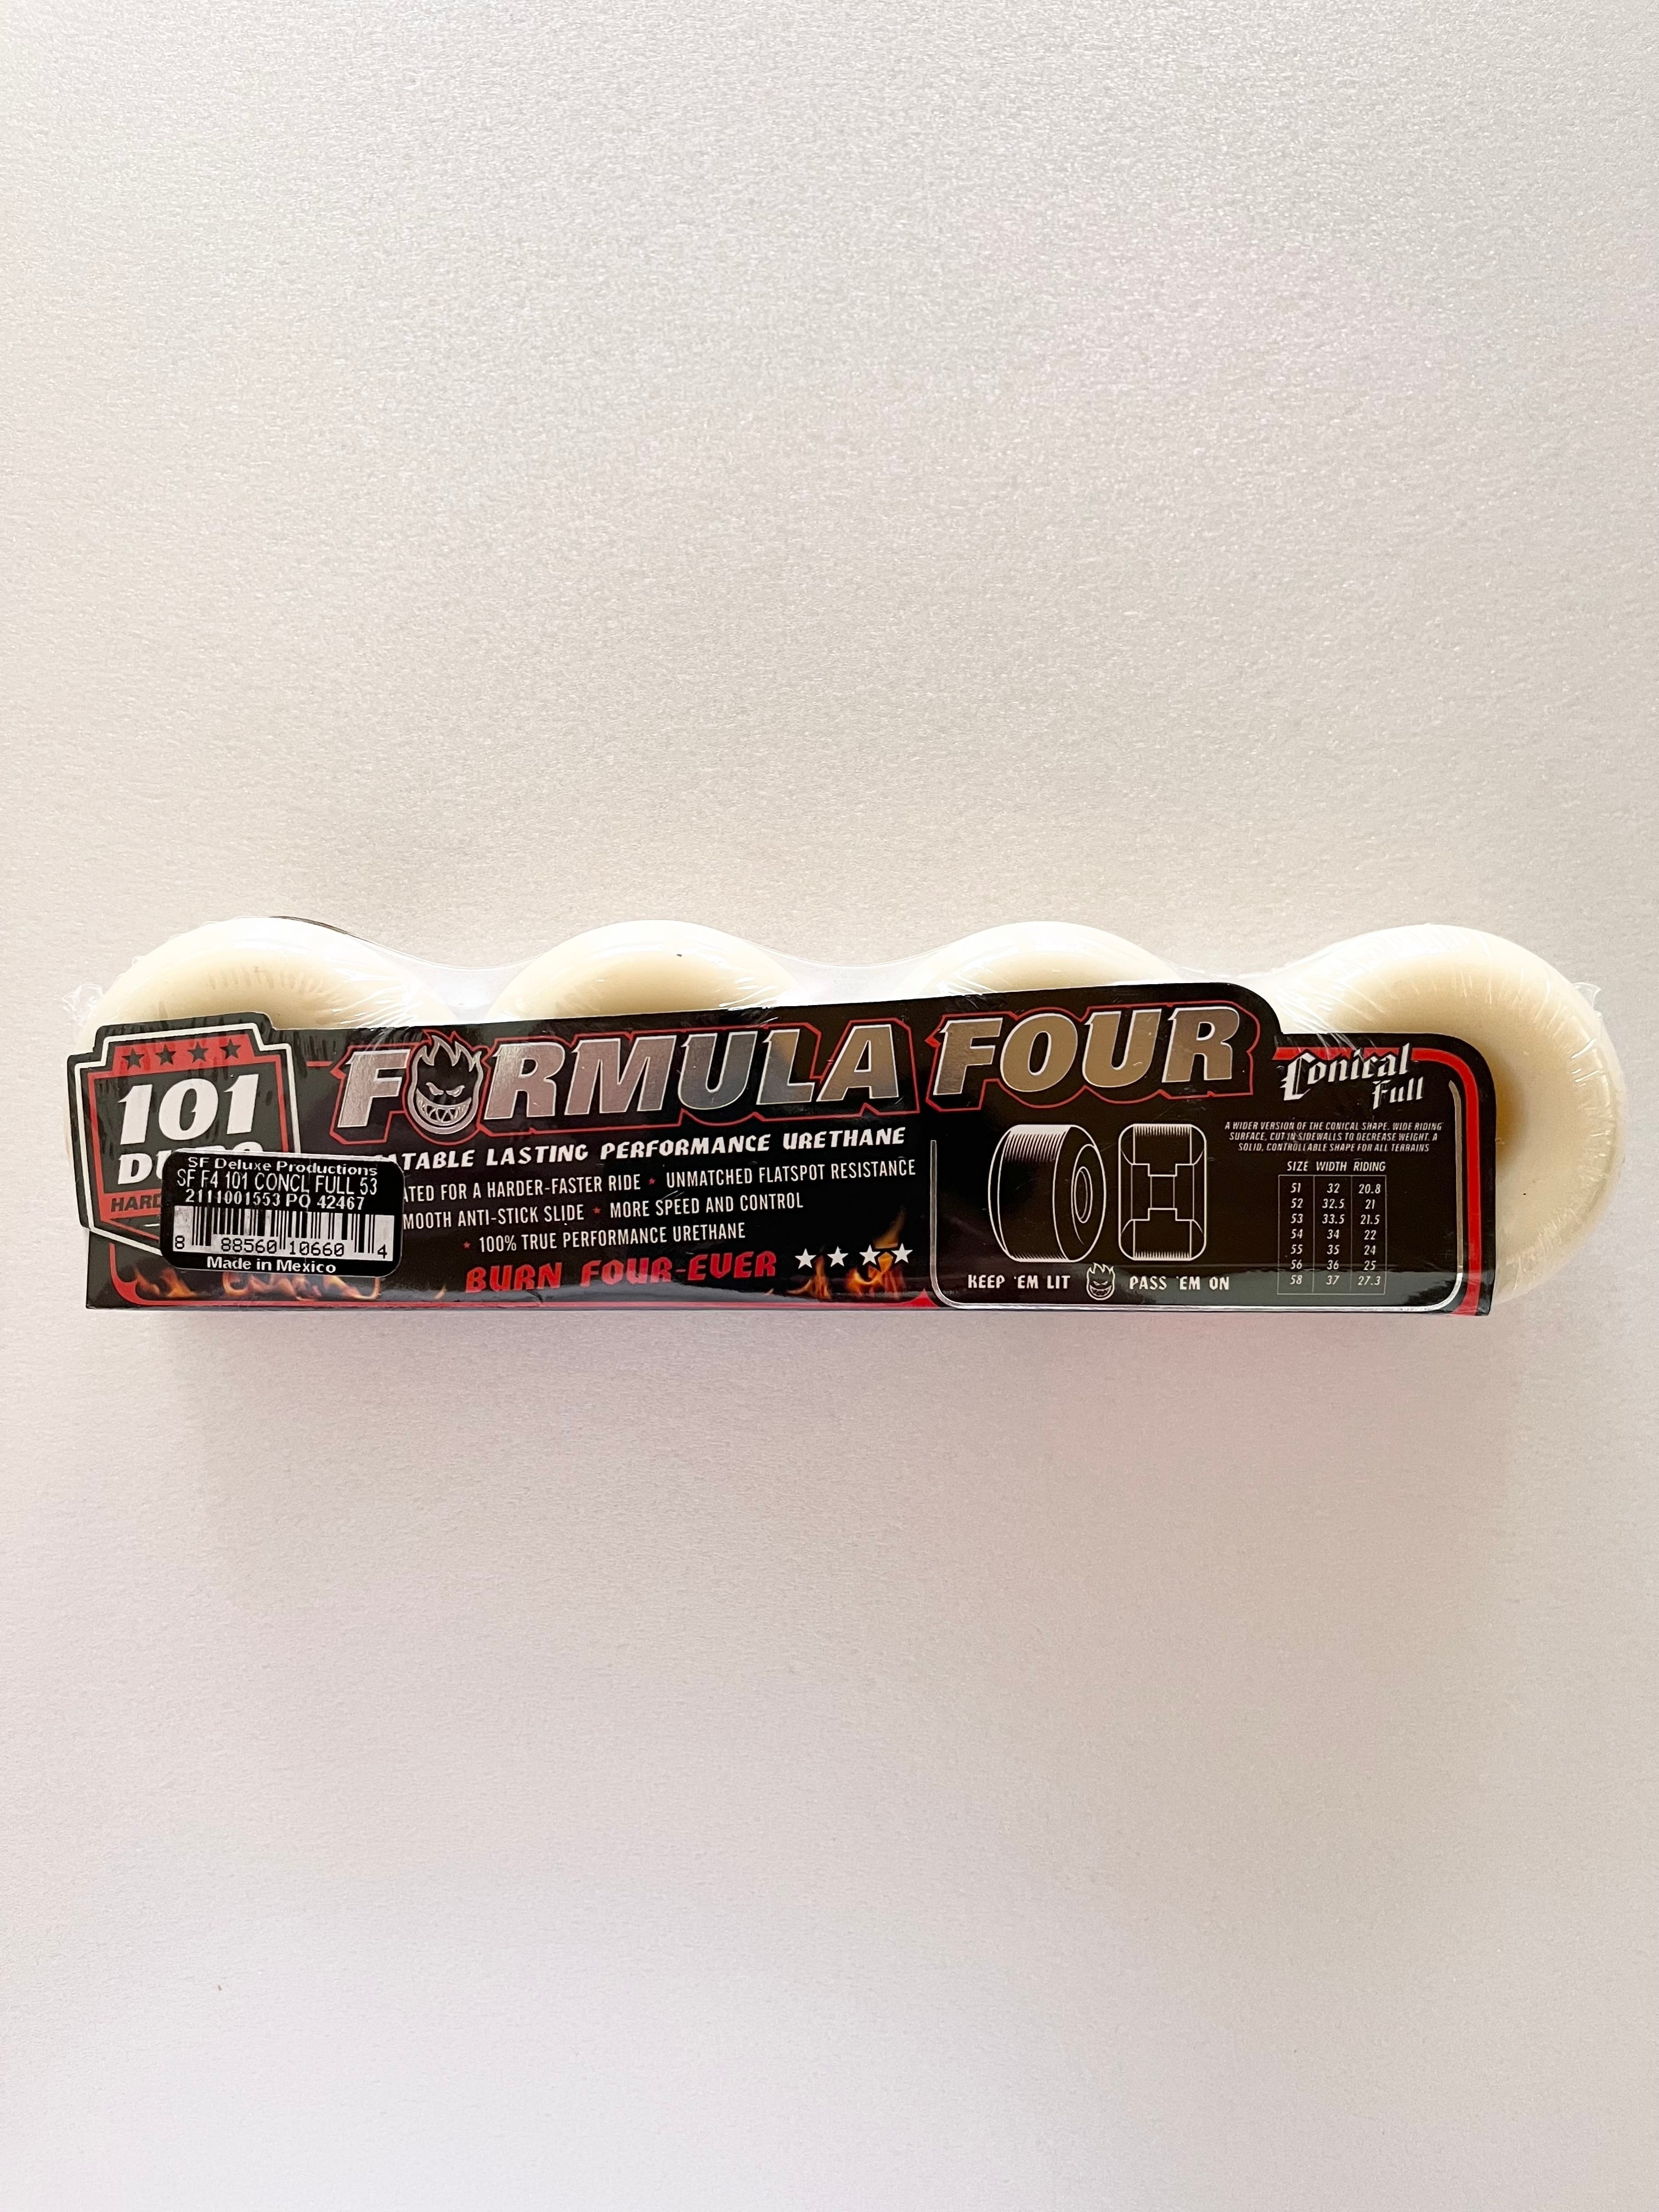 FORMULA FOUR
101
SF Deluxe Productions
SF F4 101 CONCL FULL 53
2111001553 PO 42467
8 88560 10660 4
Made in Mexico
LASTING PERFORMANCE URETHANE
FOR A HARDER-FASTER RIDE ★ UNMATCHED FLATSPOT RESISTANCE
ANTI-STICK SLIDE ★ MORE SPEED AND CONTROL
★ 100% TRUE PERFORMANCE URETHANE
BURN FOUR-EVER ★ ★ ★ ★
Conical
Full
A WIDER VERSION OF THE CONICAL SHAPE. WIDE RIDING
SURFACE, CUT IN SIDEWALLS TO DECREASE WEIGHT. A
SOLID, CONTROLLABLE SHAPE FOR ALL TERRAINS
SIZE WIDTH RIDING
51 32 20.8
52 32.5 21
53 33.5 21.5
54 34 22
55 35 24
56 36 25
58 37 27.3
KEEP 'EM LIT PASS 'EM ON